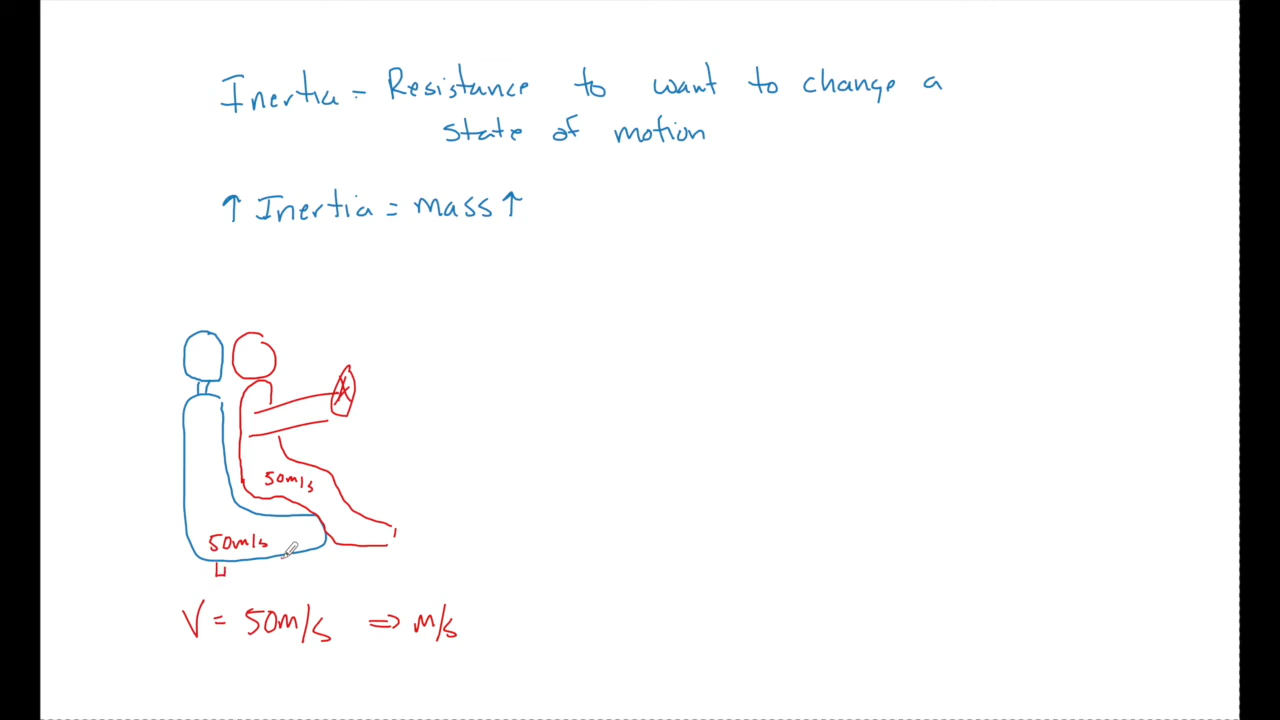 Inertia = Resistance to want to change a
state of motion
↑ Inertia = mass ↑
50m/s
50m/s
V = 50m/s ⇒ m/s